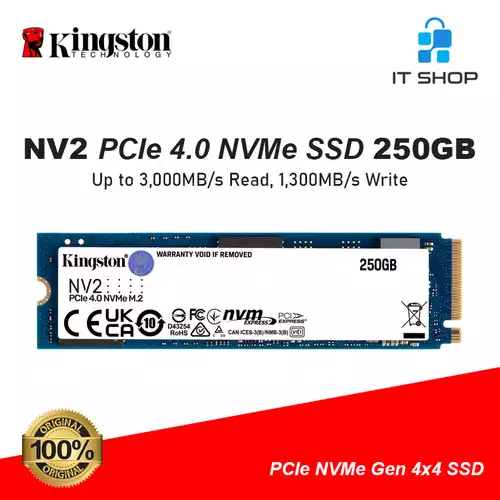 Kingston
TECHNOLOGY
IT SHOP
NV2 PCIe 4.0 NVMe SSD 250GB
Up to 3,000MB/s Read, 1,300MB/s Write
WARRANTY VOID IF REMOVED
Kingston
250GB
NV2
PCIe 4.0 NVMe M.2
CE UK CA 10
D43254
RoHS
nvm EXPRESS
PCI EXPRESS
CAN ICES-3(B)/NMB-3(B)
ORIGINAL
100%
ORIGINAL
PCIe NVMe Gen 4x4 SSD